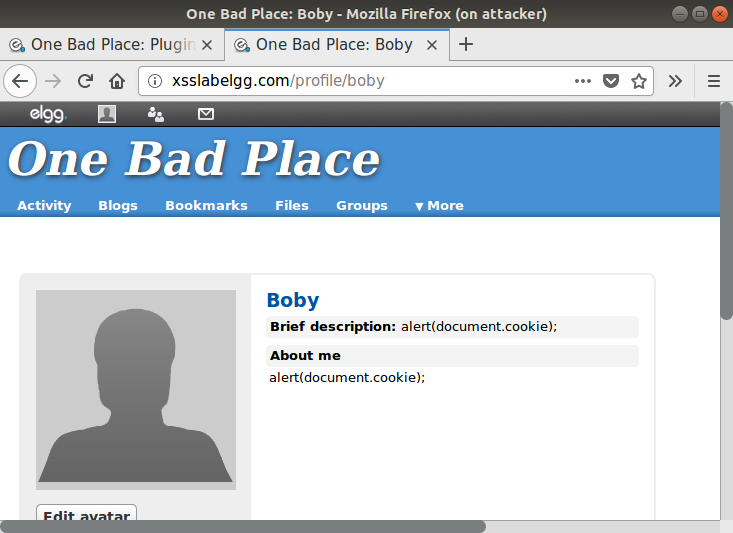 One Bad Place: Boby - Mozilla Firefox (on attacker)
One Bad Place: Plugin
One Bad Place: Boby
xsslabelgg.com/profile/boby
elgg.
One Bad Place
Activity Blogs Bookmarks Files Groups ▼ More
Boby
Brief description: alert(document.cookie);
About me
alert(document.cookie);
Edit avatar